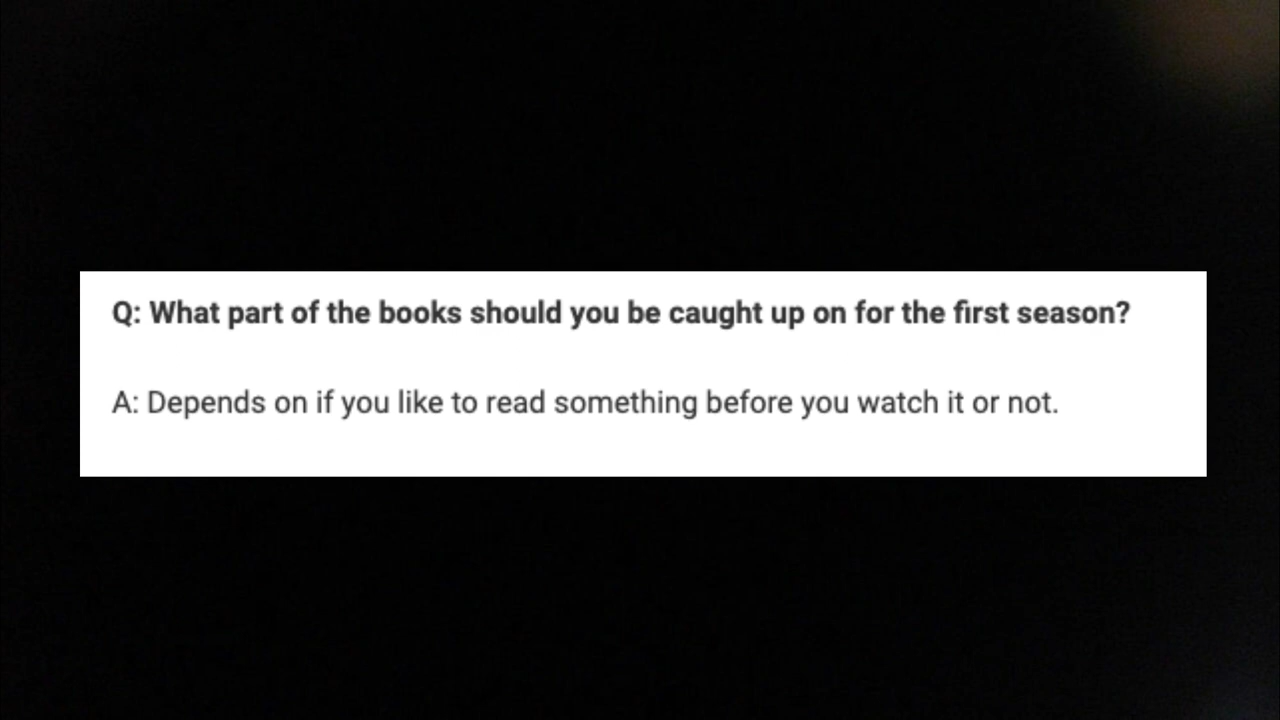 Q: What part of the books should you be caught up on for the first season?
A: Depends on if you like to read something before you watch it or not.